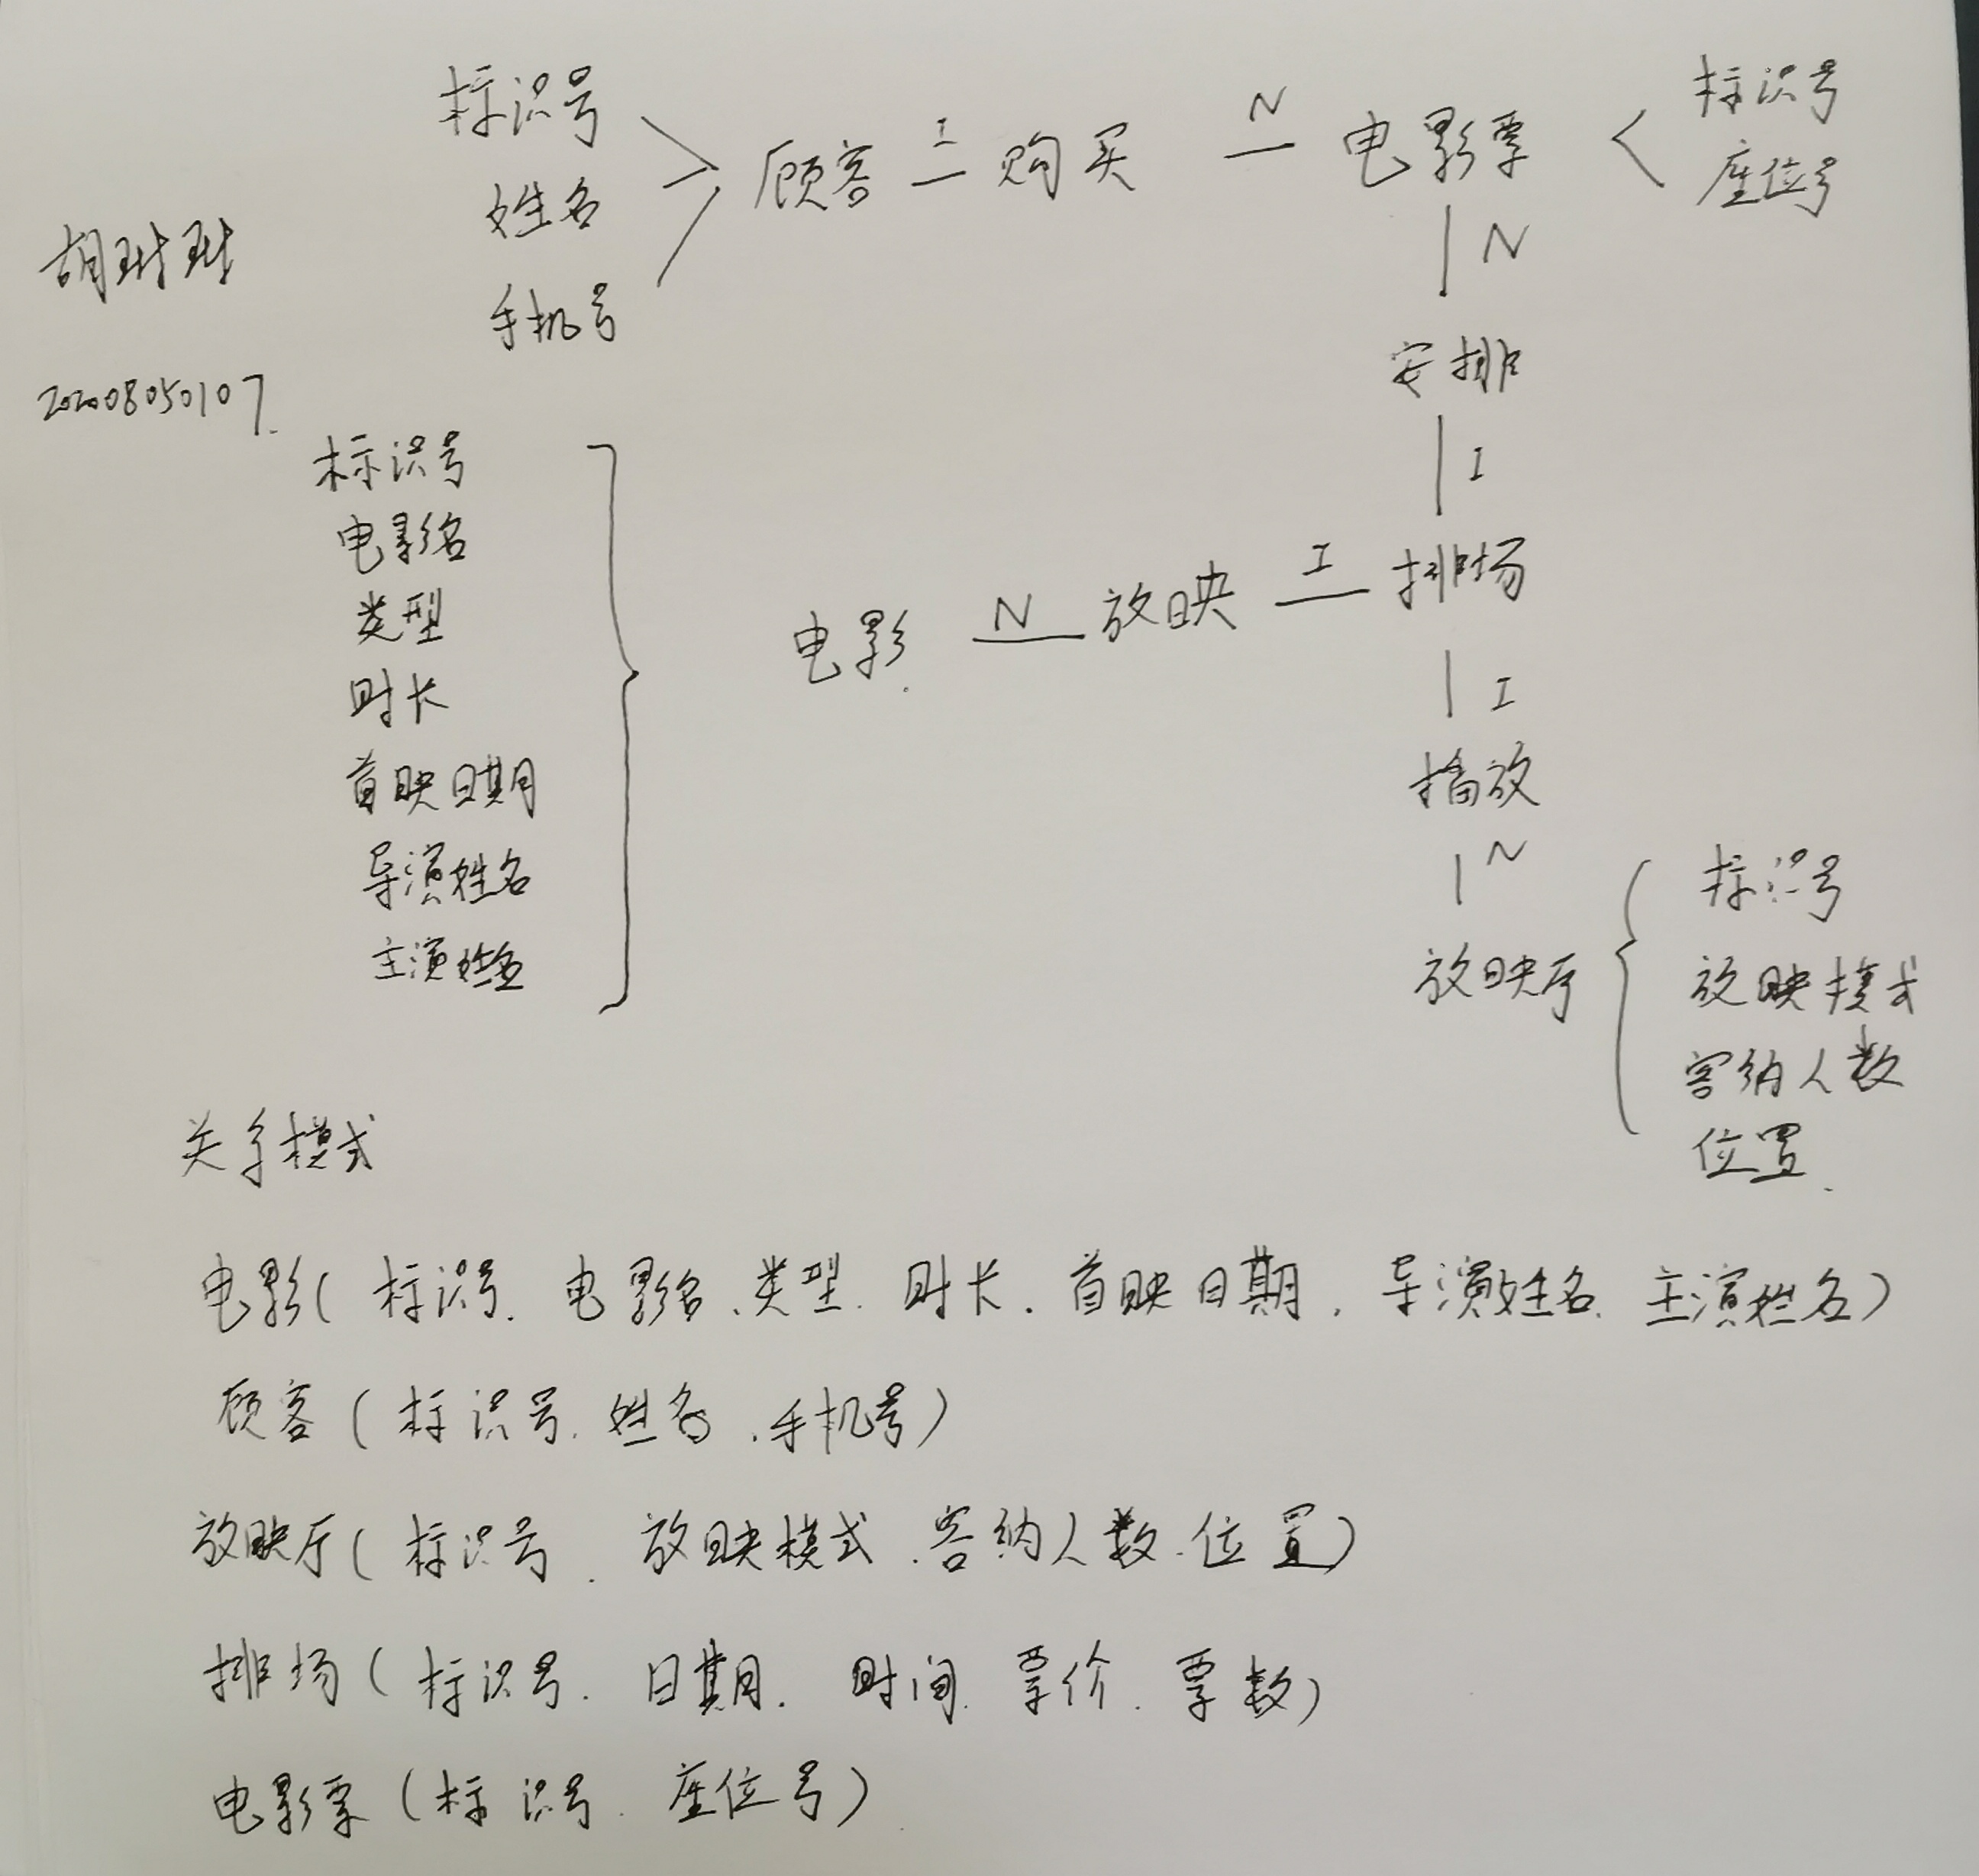 标识号
姓名
手机号
顾客 1 购买 N 电影票
标识号
座位号
N
安排
1
胡琳琳
20208050107
标识号
电影名
类型
时长
首映日期
导演姓名
主演姓名
电影 N 放映 1 排场
1
播放
N
放映厅
标识号
放映模式
容纳人数
位置
关系模式
电影(标识号、电影名、类型、时长、首映日期、导演姓名、主演姓名)
顾客(标识号、姓名、手机号)
放映厅(标识号、放映模式、容纳人数、位置)
排场(标识号、日期、时间、票价、票数)
电影票(标识号、座位号)